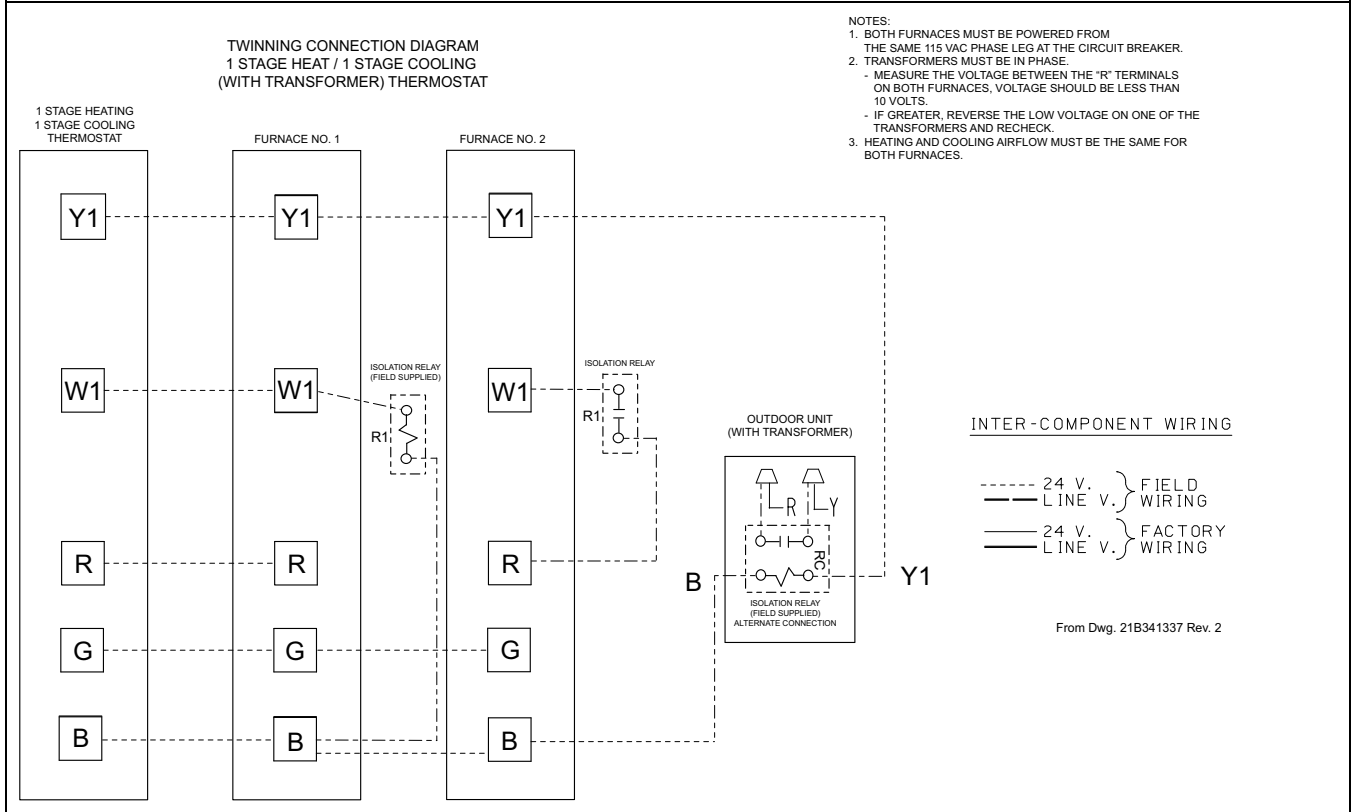 TWINNING CONNECTION DIAGRAM
1 STAGE HEAT / 1 STAGE COOLING
(WITH TRANSFORMER) THERMOSTAT
NOTES:
1. BOTH FURNACES MUST BE POWERED FROM
THE SAME 115 VAC PHASE LEG AT THE CIRCUIT BREAKER.
2. TRANSFORMERS MUST BE IN PHASE.
- MEASURE THE VOLTAGE BETWEEN THE “R” TERMINALS
ON BOTH FURNACES, VOLTAGE SHOULD BE LESS THAN
10 VOLTS.
- IF GREATER, REVERSE THE LOW VOLTAGE ON ONE OF THE
TRANSFORMERS AND RECHECK.
3. HEATING AND COOLING AIRFLOW MUST BE THE SAME FOR
BOTH FURNACES.
1 STAGE HEATING
1 STAGE COOLING
THERMOSTAT
FURNACE NO. 1
FURNACE NO. 2
Y1
Y1
Y1
ISOLATION RELAY
(FIELD SUPPLIED)
ISOLATION RELAY
W1
W1
W1
R1
R1
OUTDOOR UNIT
(WITH TRANSFORMER)
R
Y
RC
ISOLATION RELAY
(FIELD SUPPLIED)
ALTERNATE CONNECTION
B
Y1
R
R
R
G
G
G
B
B
B
INTER-COMPONENT WIRING
24 V.
LINE V.
FIELD
WIRING
24 V.
LINE V.
FACTORY
WIRING
From Dwg. 21B341337 Rev. 2